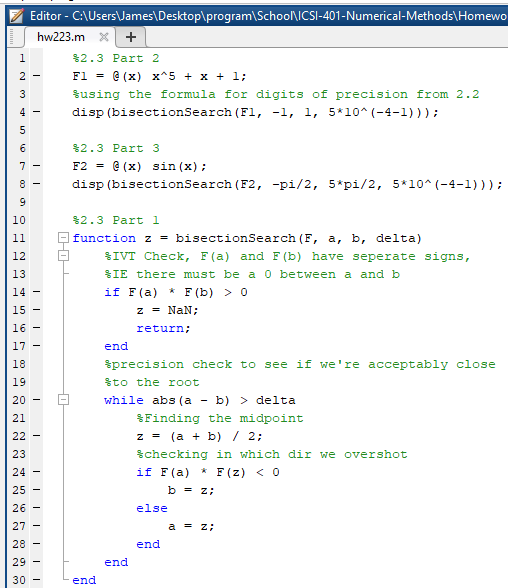 Editor - C:\Users\James\Desktop\program\School\ICSI-401-Numerical-Methods\Homewo
hw223.m × +
1 %2.3 Part 2
2 - F1 = @(x) x^5 + x + 1;
3 %using the formula for digits of precision from 2.2
4 - disp(bisectionSearch(F1, -1, 1, 5*10^(-4-1)));
5
6 %2.3 Part 3
7 - F2 = @(x) sin(x);
8 - disp(bisectionSearch(F2, -pi/2, 5*pi/2, 5*10^(-4-1)));
9
10 %2.3 Part 1
11 function z = bisectionSearch(F, a, b, delta)
12 %IVT Check, F(a) and F(b) have seperate signs,
13 %IE there must be a 0 between a and b
14 - if F(a) * F(b) > 0
15 - z = NaN;
16 - return;
17 - end
18 %precision check to see if we're acceptably close
19 %to the root
20 - while abs(a - b) > delta
21 %Finding the midpoint
22 - z = (a + b) / 2;
23 %checking in which dir we overshot
24 - if F(a) * F(z) < 0
25 - b = z;
26 - else
27 - a = z;
28 - end
29 - end
30 - end